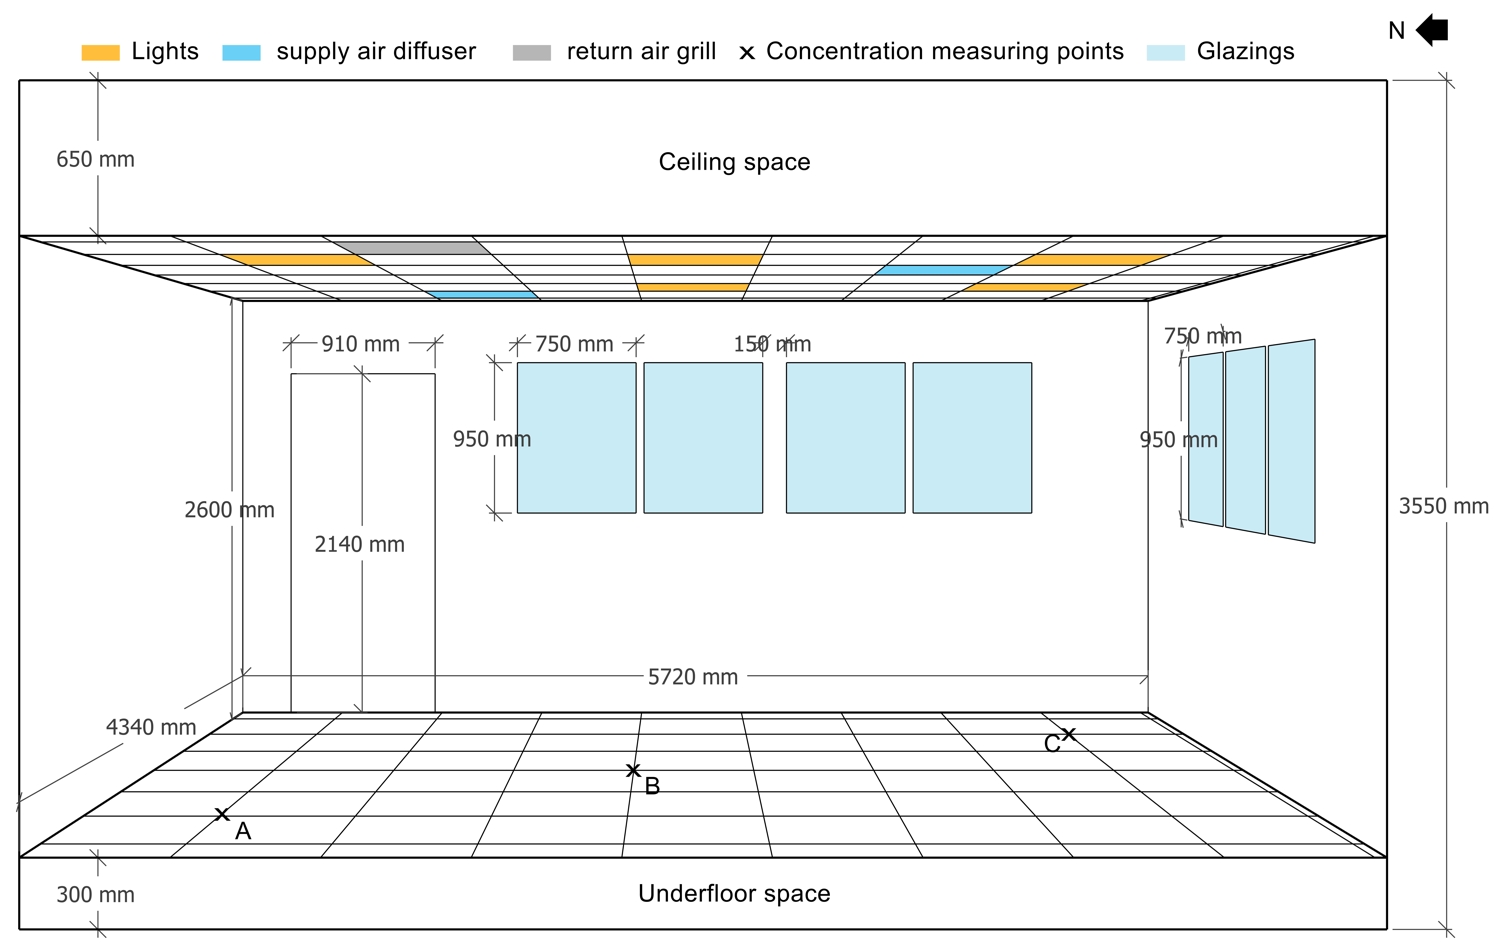 N
Lights supply air diffuser return air grill × Concentration measuring points Glazings
650 mm
Ceiling space
910 mm
750 mm
150 mm
750 mm
950 mm
950 mm
2600 mm
3550 mm
2140 mm
5720 mm
4340 mm
C
B
A
300 mm
Underfloor space